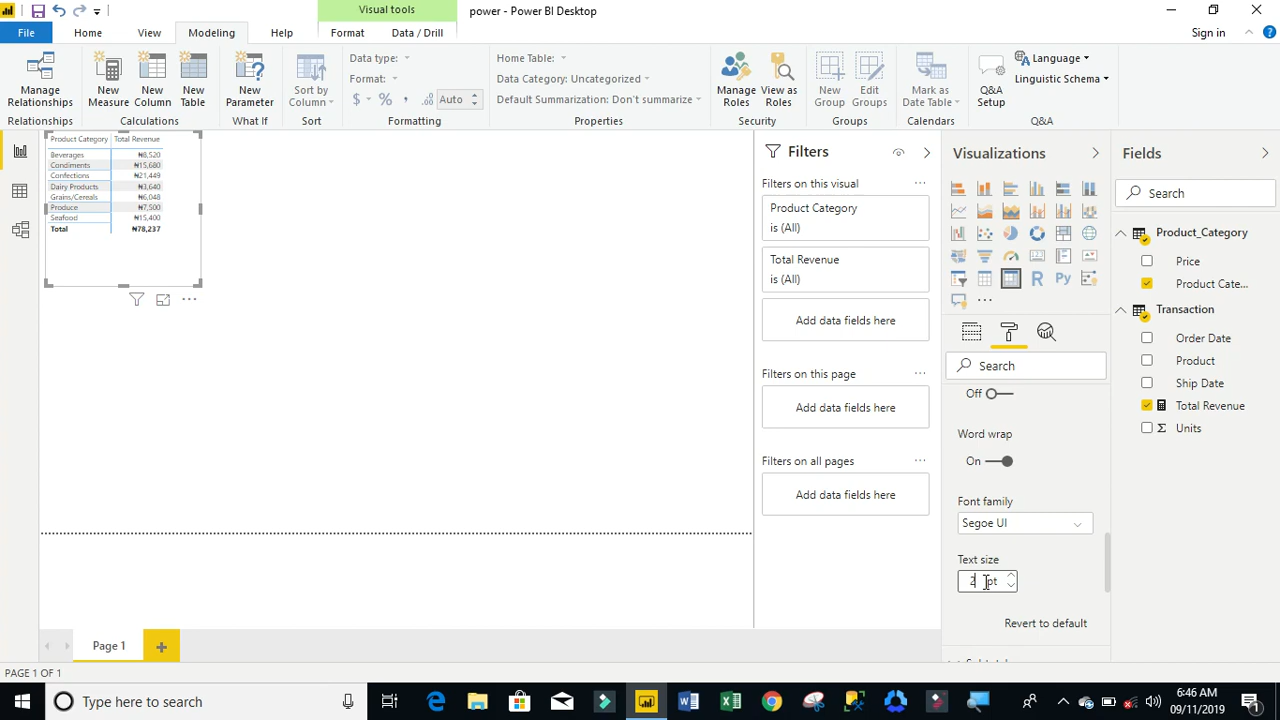 Visual tools
power - Power BI Desktop
File
Home
View
Modeling
Help
Format
Data / Drill
Sign in
Manage Relationships
Relationships
New Measure
New Column
New Table
Calculations
New Parameter
What If
Sort by Column
Sort
Data type:
Format:
$ % , Auto
Formatting
Home Table:
Data Category: Uncategorized
Default Summarization: Don't summarize
Properties
Manage Roles
View as Roles
Security
New Group
Edit Groups
Groups
Mark as Date Table
Calendars
Q&A Setup
Language
Linguistic Schema
Q&A
Product Category Total Revenue
Beverages ₦8,520
Condiments ₦15,680
Confections ₦21,449
Dairy Products ₦3,640
Grains/Cereals ₦6,048
Produce ₦7,500
Seafood ₦15,400
Total ₦78,237
Filters
Filters on this visual
Product Category
is (All)
Total Revenue
is (All)
Add data fields here
Filters on this page
Add data fields here
Filters on all pages
Add data fields here
Visualizations
R Py
Search
Off
Word wrap
On
Font family
Segoe UI
Text size
2 pt
Revert to default
Fields
Search
Product_Category
Price
Product Cate...
Transaction
Order Date
Product
Ship Date
Total Revenue
Σ Units
Page 1
PAGE 1 OF 1
Type here to search
6:46 AM
09/11/2019
1